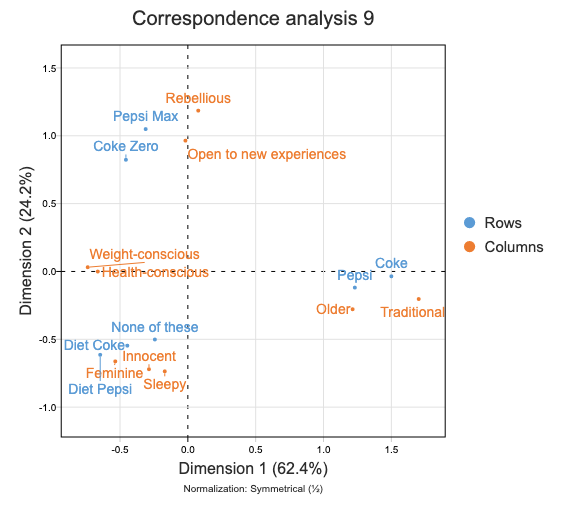 Correspondence analysis 9
1.5
Rebellious
Pepsi Max
1.0
Coke Zero
Open to new experiences
0.5
Weight-conscious
Health-conscious
0.0
Coke
Pepsi
Older
Traditional
None of these
-0.5
Diet Coke
Innocent
Feminine
Sleepy
Diet Pepsi
-1.0
-0.5 0.0 0.5 1.0 1.5
Dimension 1 (62.4%)
Normalization: Symmetrical (½)
Dimension 2 (24.2%)
Rows
Columns